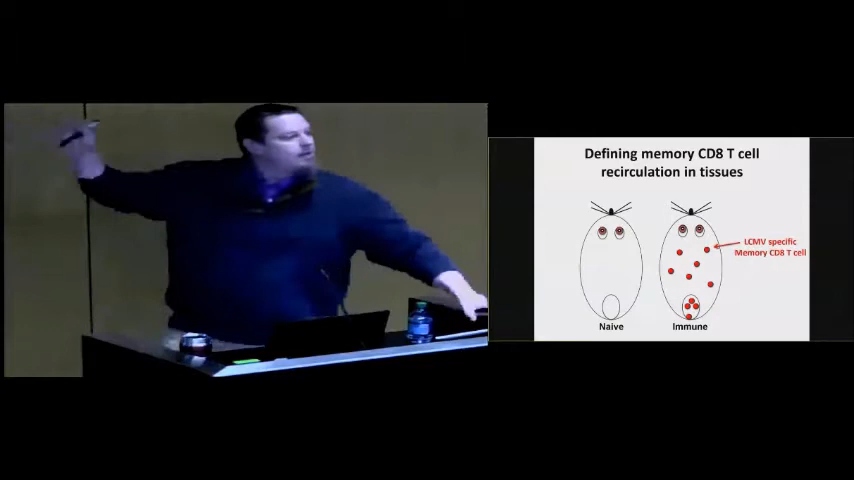 Defining memory CD8 T cell
recirculation in tissues
LCMV specific
Memory CD8 T cell
Naive
Immune